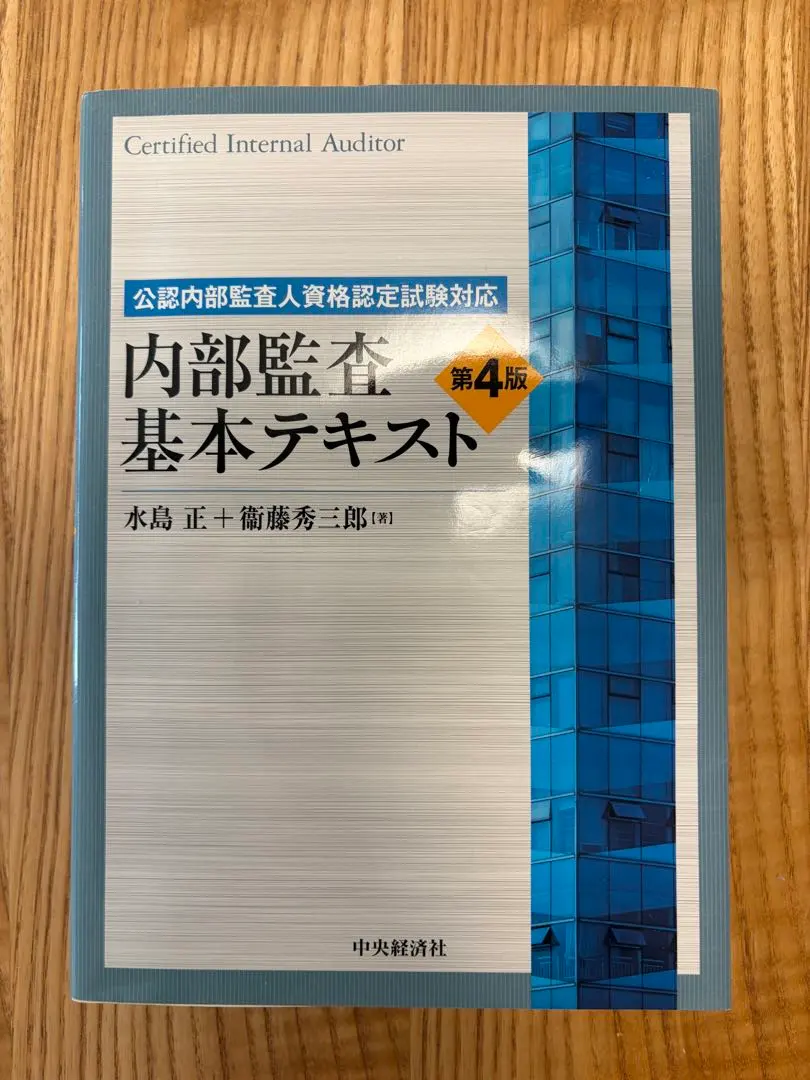 Certified Internal Auditor
公認内部監査人資格認定試験対応
内部監査
第4版
基本テキスト
水島 正＋衞藤秀三郎【著】
中央経済社